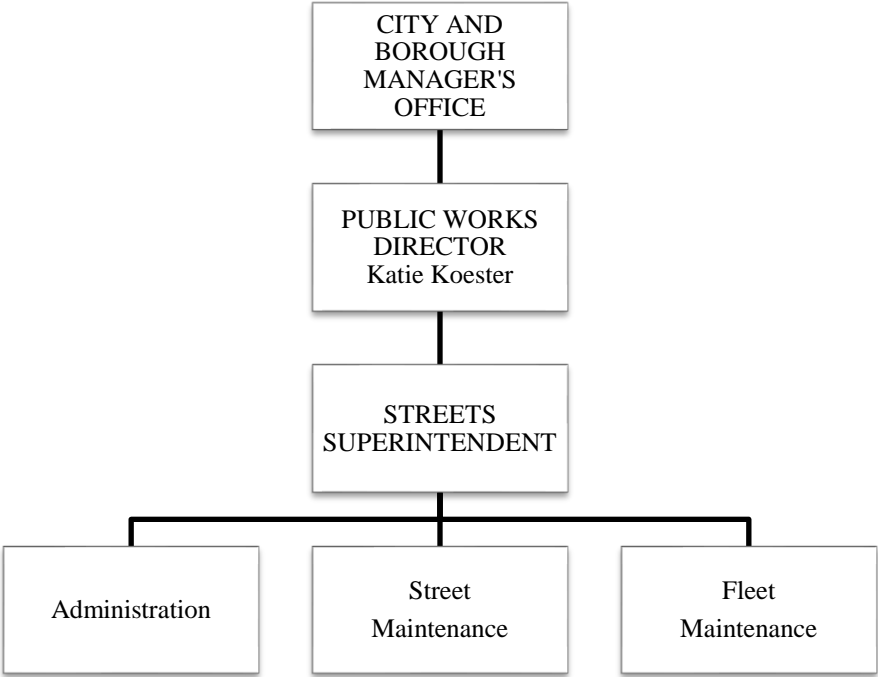 CITY AND
BOROUGH
MANAGER'S
OFFICE
PUBLIC WORKS
DIRECTOR
Katie Koester
STREETS
SUPERINTENDENT
Administration
Street
Maintenance
Fleet
Maintenance